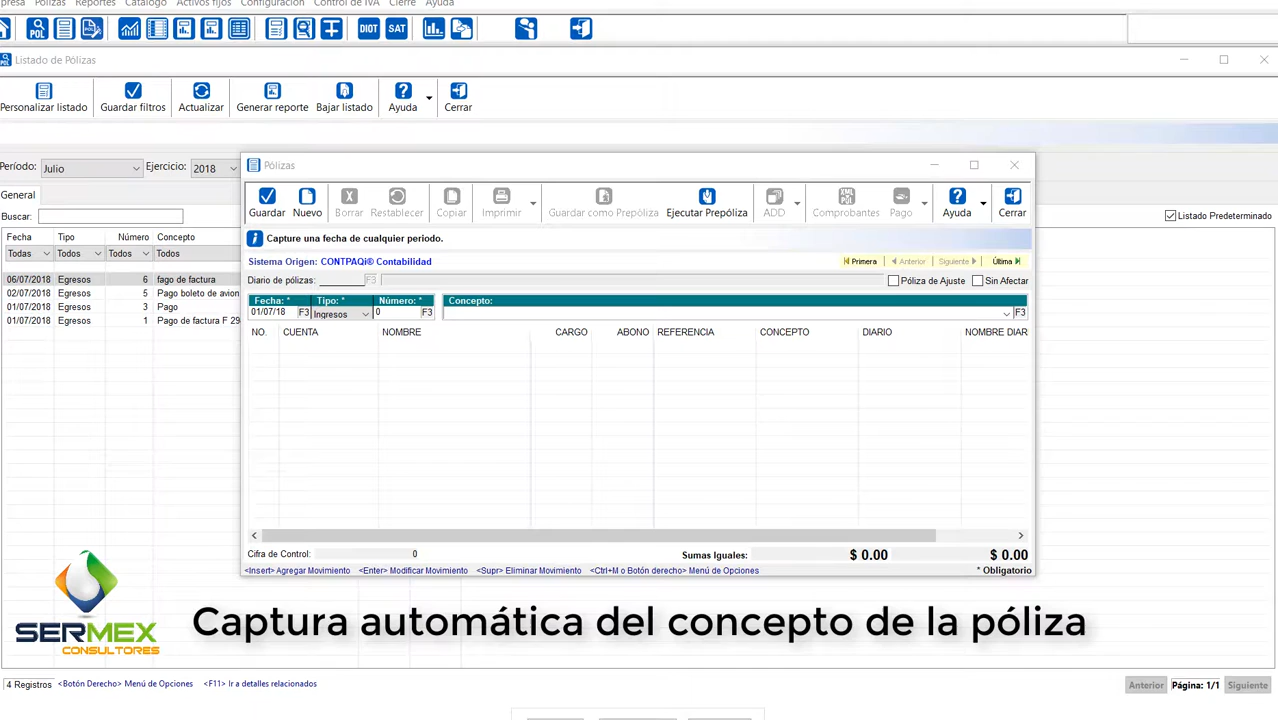 presa Pólizas Reportes Catálogo Activos fijos Configuración Control de IVA Cierre Ayuda
POL DIOT SAT
Listado de Pólizas
Personalizar listado Guardar filtros Actualizar Generar reporte Bajar listado Ayuda Cerrar
Período: Julio Ejercicio: 2018
General
Buscar:
Listado Predeterminado
Fecha Tipo Número Concepto
Todas Todos Todos Todos
06/07/2018 Egresos 6 fago de factura
02/07/2018 Egresos 5 Pago boleto de avion
01/07/2018 Egresos 3 Pago
01/07/2018 Egresos 1 Pago de factura F 29
Pólizas
Guardar Nuevo Borrar Restablecer Copiar Imprimir Guardar como Prepóliza Ejecutar Prepóliza ADD Comprobantes Pago Ayuda Cerrar
Capture una fecha de cualquier periodo.
Sistema Origen: CONTPAQi® Contabilidad
Primera Anterior Siguiente Última
Diario de pólizas: F3 Póliza de Ajuste Sin Afectar
Fecha: * Tipo: * Número: * Concepto:
01/07/18 F3 Ingresos 0 F3 F3
NO. CUENTA NOMBRE CARGO ABONO REFERENCIA CONCEPTO DIARIO NOMBRE DIAR
Cifra de Control: 0 Sumas Iguales: $ 0.00 $ 0.00
<Insert> Agregar Movimiento <Enter> Modificar Movimiento <Supr> Eliminar Movimiento <Ctrl+M o Botón derecho> Menú de Opciones * Obligatorio
SERMEX
CONSULTORES
Captura automática del concepto de la póliza
4 Registros <Botón Derecho> Menú de Opciones <F11> Ir a detalles relacionados Anterior Página: 1/1 Siguiente